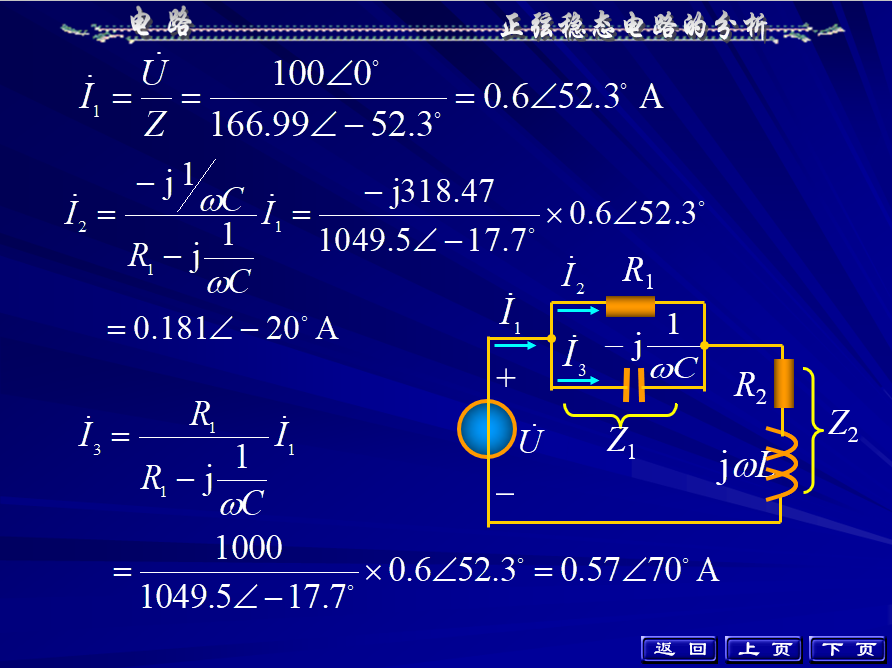 电 路 正弦稳态电路的分析
İ₁ = U̇/Z = 100∠0° / 166.99∠−52.3° = 0.6∠52.3° A
İ₂ = (−j 1/ωC) / (R₁ − j 1/ωC) İ₁ = −j318.47 / 1049.5∠−17.7° × 0.6∠52.3°
= 0.181∠−20° A
İ₃ = R₁ / (R₁ − j 1/ωC) İ₁
= 1000 / 1049.5∠−17.7° × 0.6∠52.3° = 0.57∠70° A
İ₂ R₁
İ₁
İ₃ −j 1/ωC
+ R₂
U̇ Z₁ Z₂
jωL
−
返 回 上 页 下 页